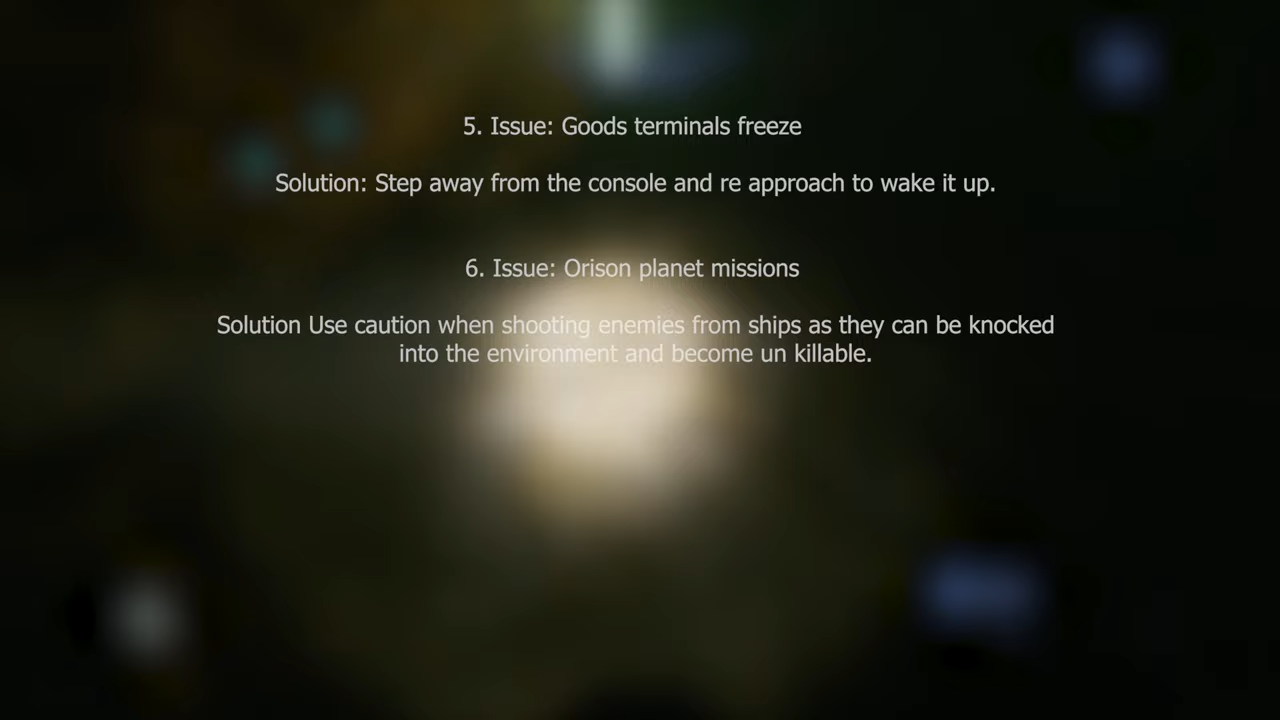 5. Issue: Goods terminals freeze
Solution: Step away from the console and re approach to wake it up.
6. Issue: Orison planet missions
Solution Use caution when shooting enemies from ships as they can be knocked
into the environment and become un killable.